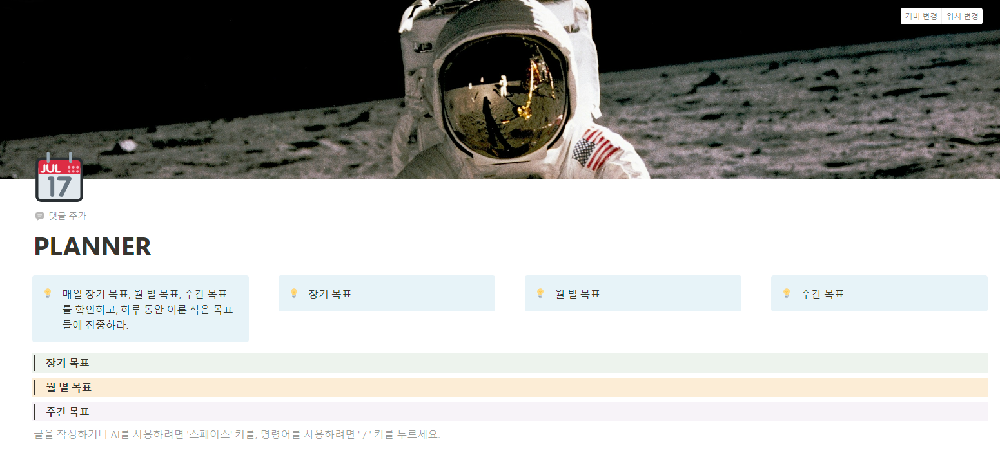 커버 변경 위치 변경
JUL
17
댓글 추가
PLANNER
매일 장기 목표, 월 별 목표, 주간 목표
를 확인하고, 하루 동안 이룬 작은 목표
들에 집중하라.
장기 목표
월 별 목표
주간 목표
장기 목표
월 별 목표
주간 목표
글을 작성하거나 AI를 사용하려면 '스페이스' 키를, 명령어를 사용하려면 ' / ' 키를 누르세요.